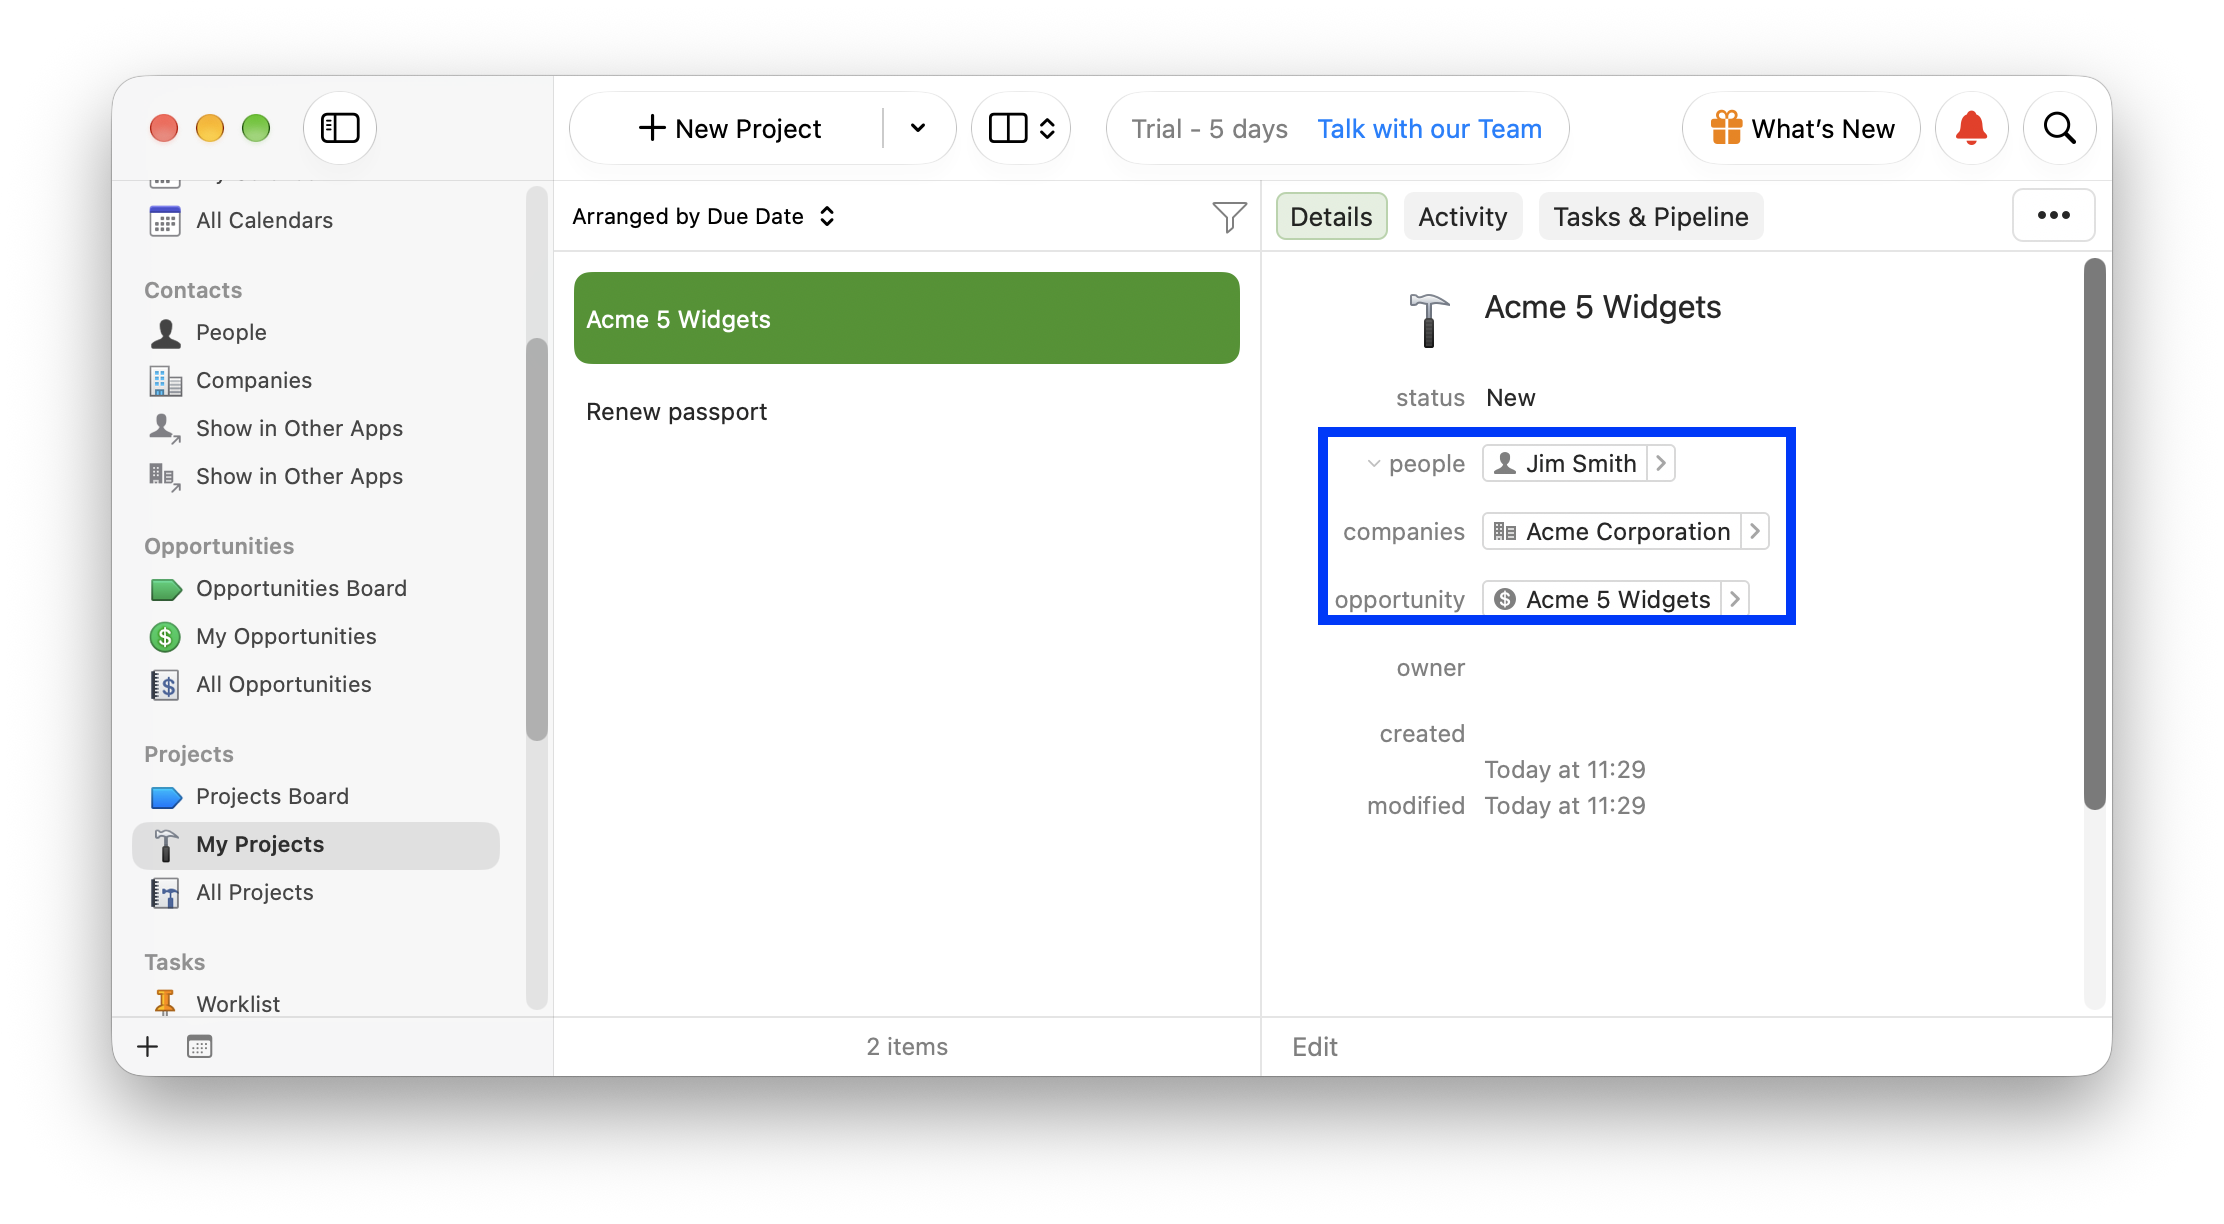 + New Project
Trial - 5 days
Talk with our Team
What's New
All Calendars
Contacts
People
Companies
Show in Other Apps
Show in Other Apps
Opportunities
Opportunities Board
My Opportunities
All Opportunities
Projects
Projects Board
My Projects
All Projects
Tasks
Worklist
Arranged by Due Date
Acme 5 Widgets
Renew passport
2 items
Details
Activity
Tasks & Pipeline
Acme 5 Widgets
status New
people Jim Smith
companies Acme Corporation
opportunity Acme 5 Widgets
owner
created
Today at 11:29
modified Today at 11:29
Edit